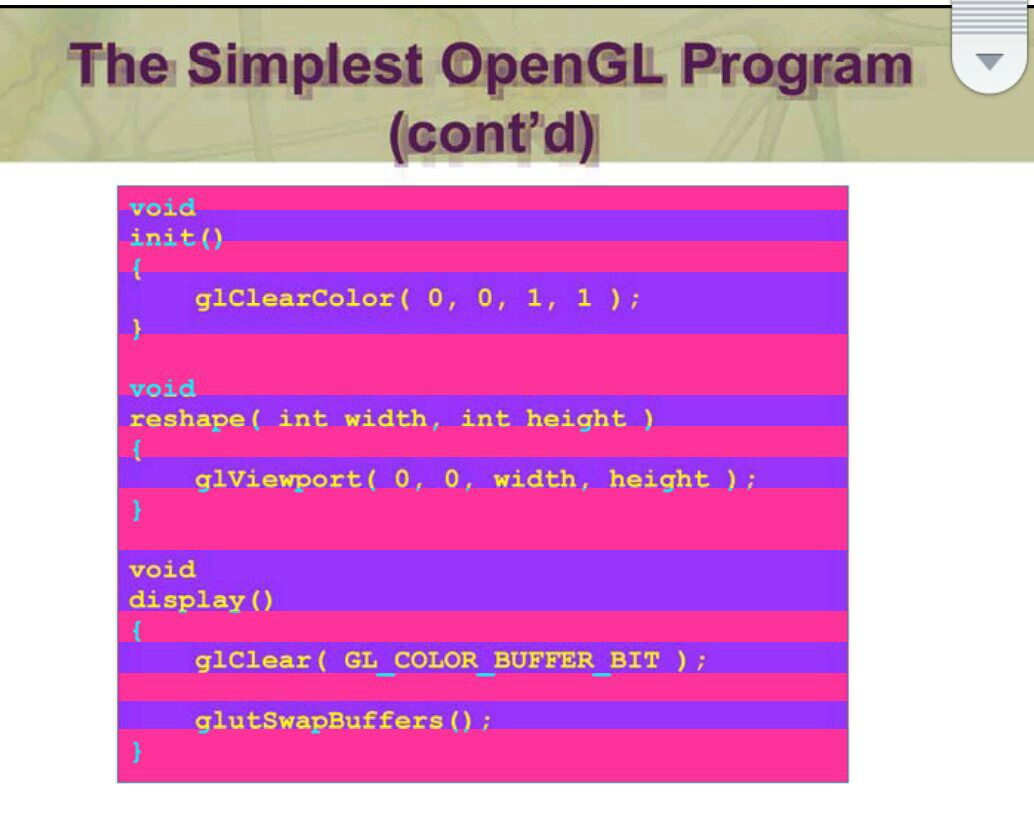 The Simplest OpenGL Program
(cont’d)
void
init()
{
    glClearColor( 0, 0, 1, 1 );
}
void
reshape( int width, int height )
{
    glViewport( 0, 0, width, height );
}
void
display()
{
    glClear( GL_COLOR_BUFFER_BIT );
    glutSwapBuffers();
}